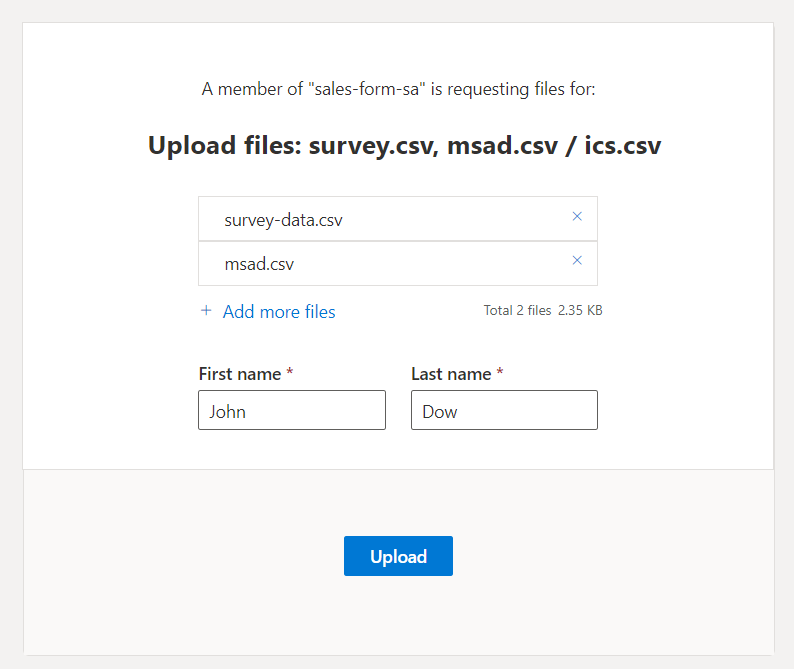 A member of "sales-form-sa" is requesting files for:
Upload files: survey.csv, msad.csv / ics.csv
survey-data.csv
msad.csv
+ Add more files Total 2 files 2.35 KB
First name * Last name *
John Dow
Upload